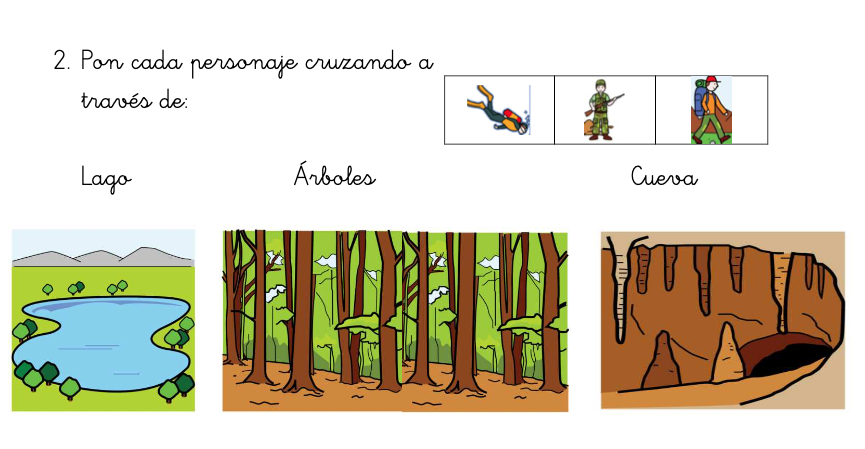 2. Pon cada personaje cruzando a
través de:
Lago
Árboles
Cueva